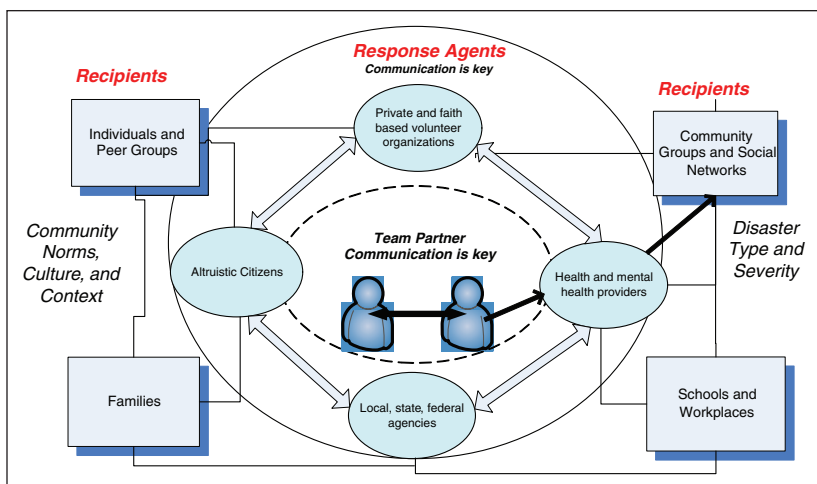 Response Agents
Communication is key
Recipients
Recipients
Private and faith
based volunteer
organizations
Individuals and
Peer Groups
Community
Groups and Social
Networks
Community
Norms,
Culture, and
Context
Team Partner
Communication is key
Disaster
Type and
Severity
Altruistic Citizens
Health and mental
health providers
Families
Local, state, federal
agencies
Schools and
Workplaces